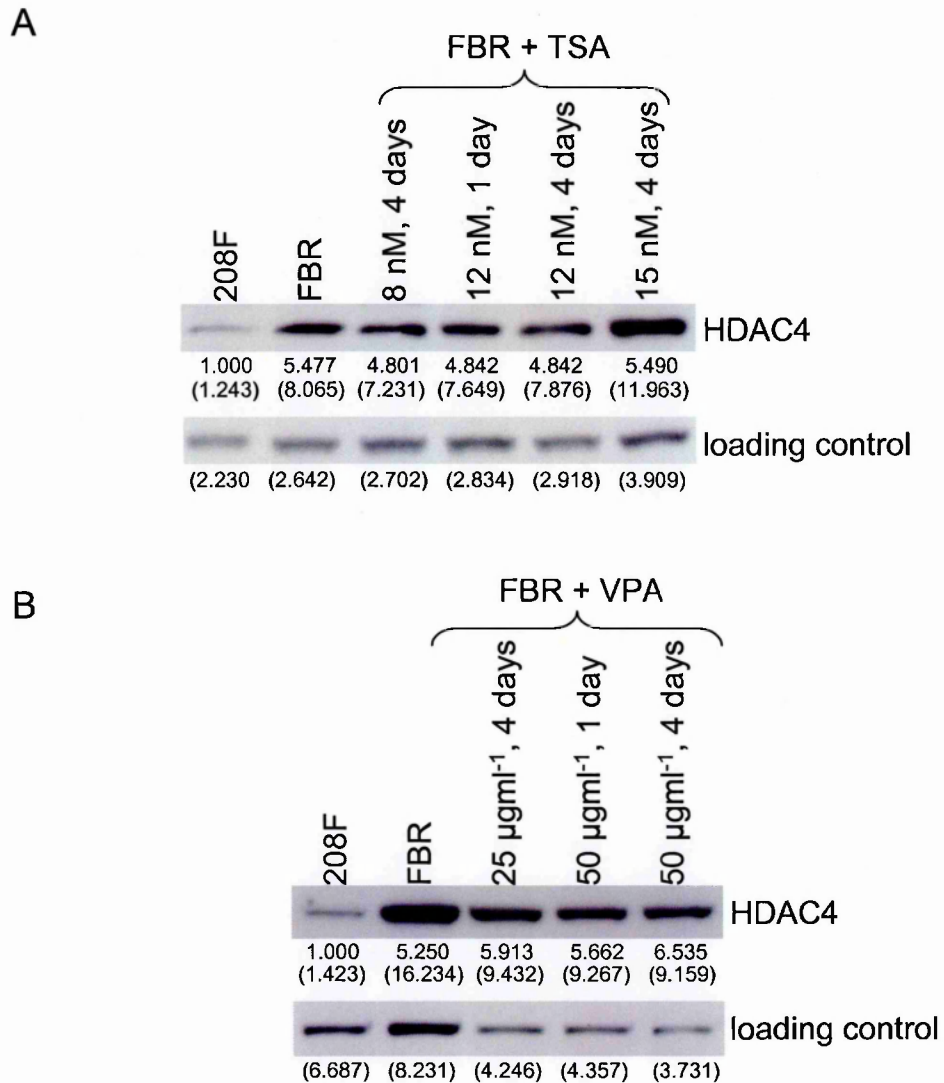 A
FBR + TSA
208F
FBR
8 nM, 4 days
12 nM, 1 day
12 nM, 4 days
15 nM, 4 days
HDAC4
1.000 5.477 4.801 4.842 4.842 5.490
(1.243) (8.065) (7.231) (7.649) (7.876) (11.963)
loading control
(2.230 (2.642) (2.702) (2.834) (2.918) (3.909)
B
FBR + VPA
208F
FBR
25 µgml⁻¹, 4 days
50 µgml⁻¹, 1 day
50 µgml⁻¹, 4 days
HDAC4
1.000 5.250 5.913 5.662 6.535
(1.423) (16.234) (9.432) (9.267) (9.159)
loading control
(6.687) (8.231) (4.246) (4.357) (3.731)